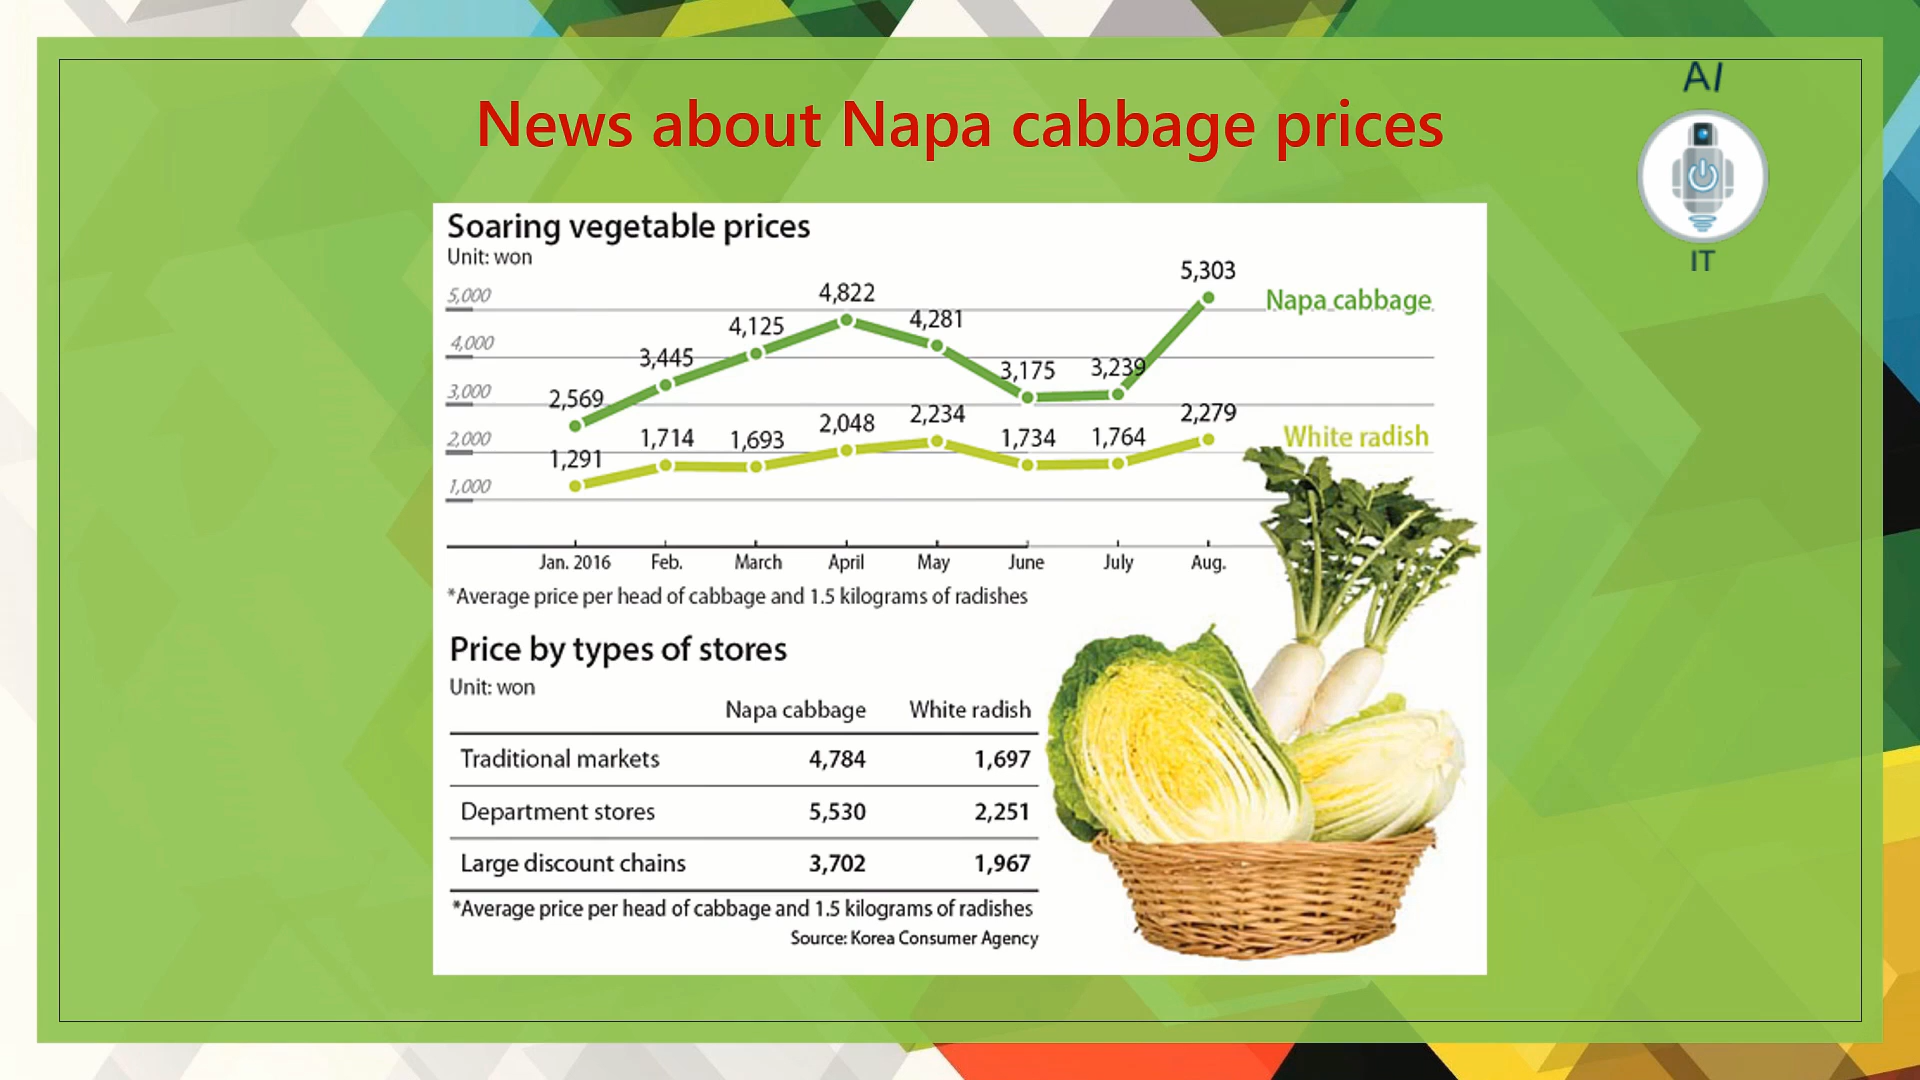 AI
News about Napa cabbage prices
IT
Soaring vegetable prices
Unit: won
5,000
4,000
3,000
2,000
1,000
2,569
3,445
4,125
4,822
4,281
3,175
3,239
5,303
Napa cabbage
1,291
1,714
1,693
2,048
2,234
1,734
1,764
2,279
White radish
Jan. 2016 Feb. March April May June July Aug.
*Average price per head of cabbage and 1.5 kilograms of radishes
Price by types of stores
Unit: won
Napa cabbage White radish
Traditional markets 4,784 1,697
Department stores 5,530 2,251
Large discount chains 3,702 1,967
*Average price per head of cabbage and 1.5 kilograms of radishes
Source: Korea Consumer Agency